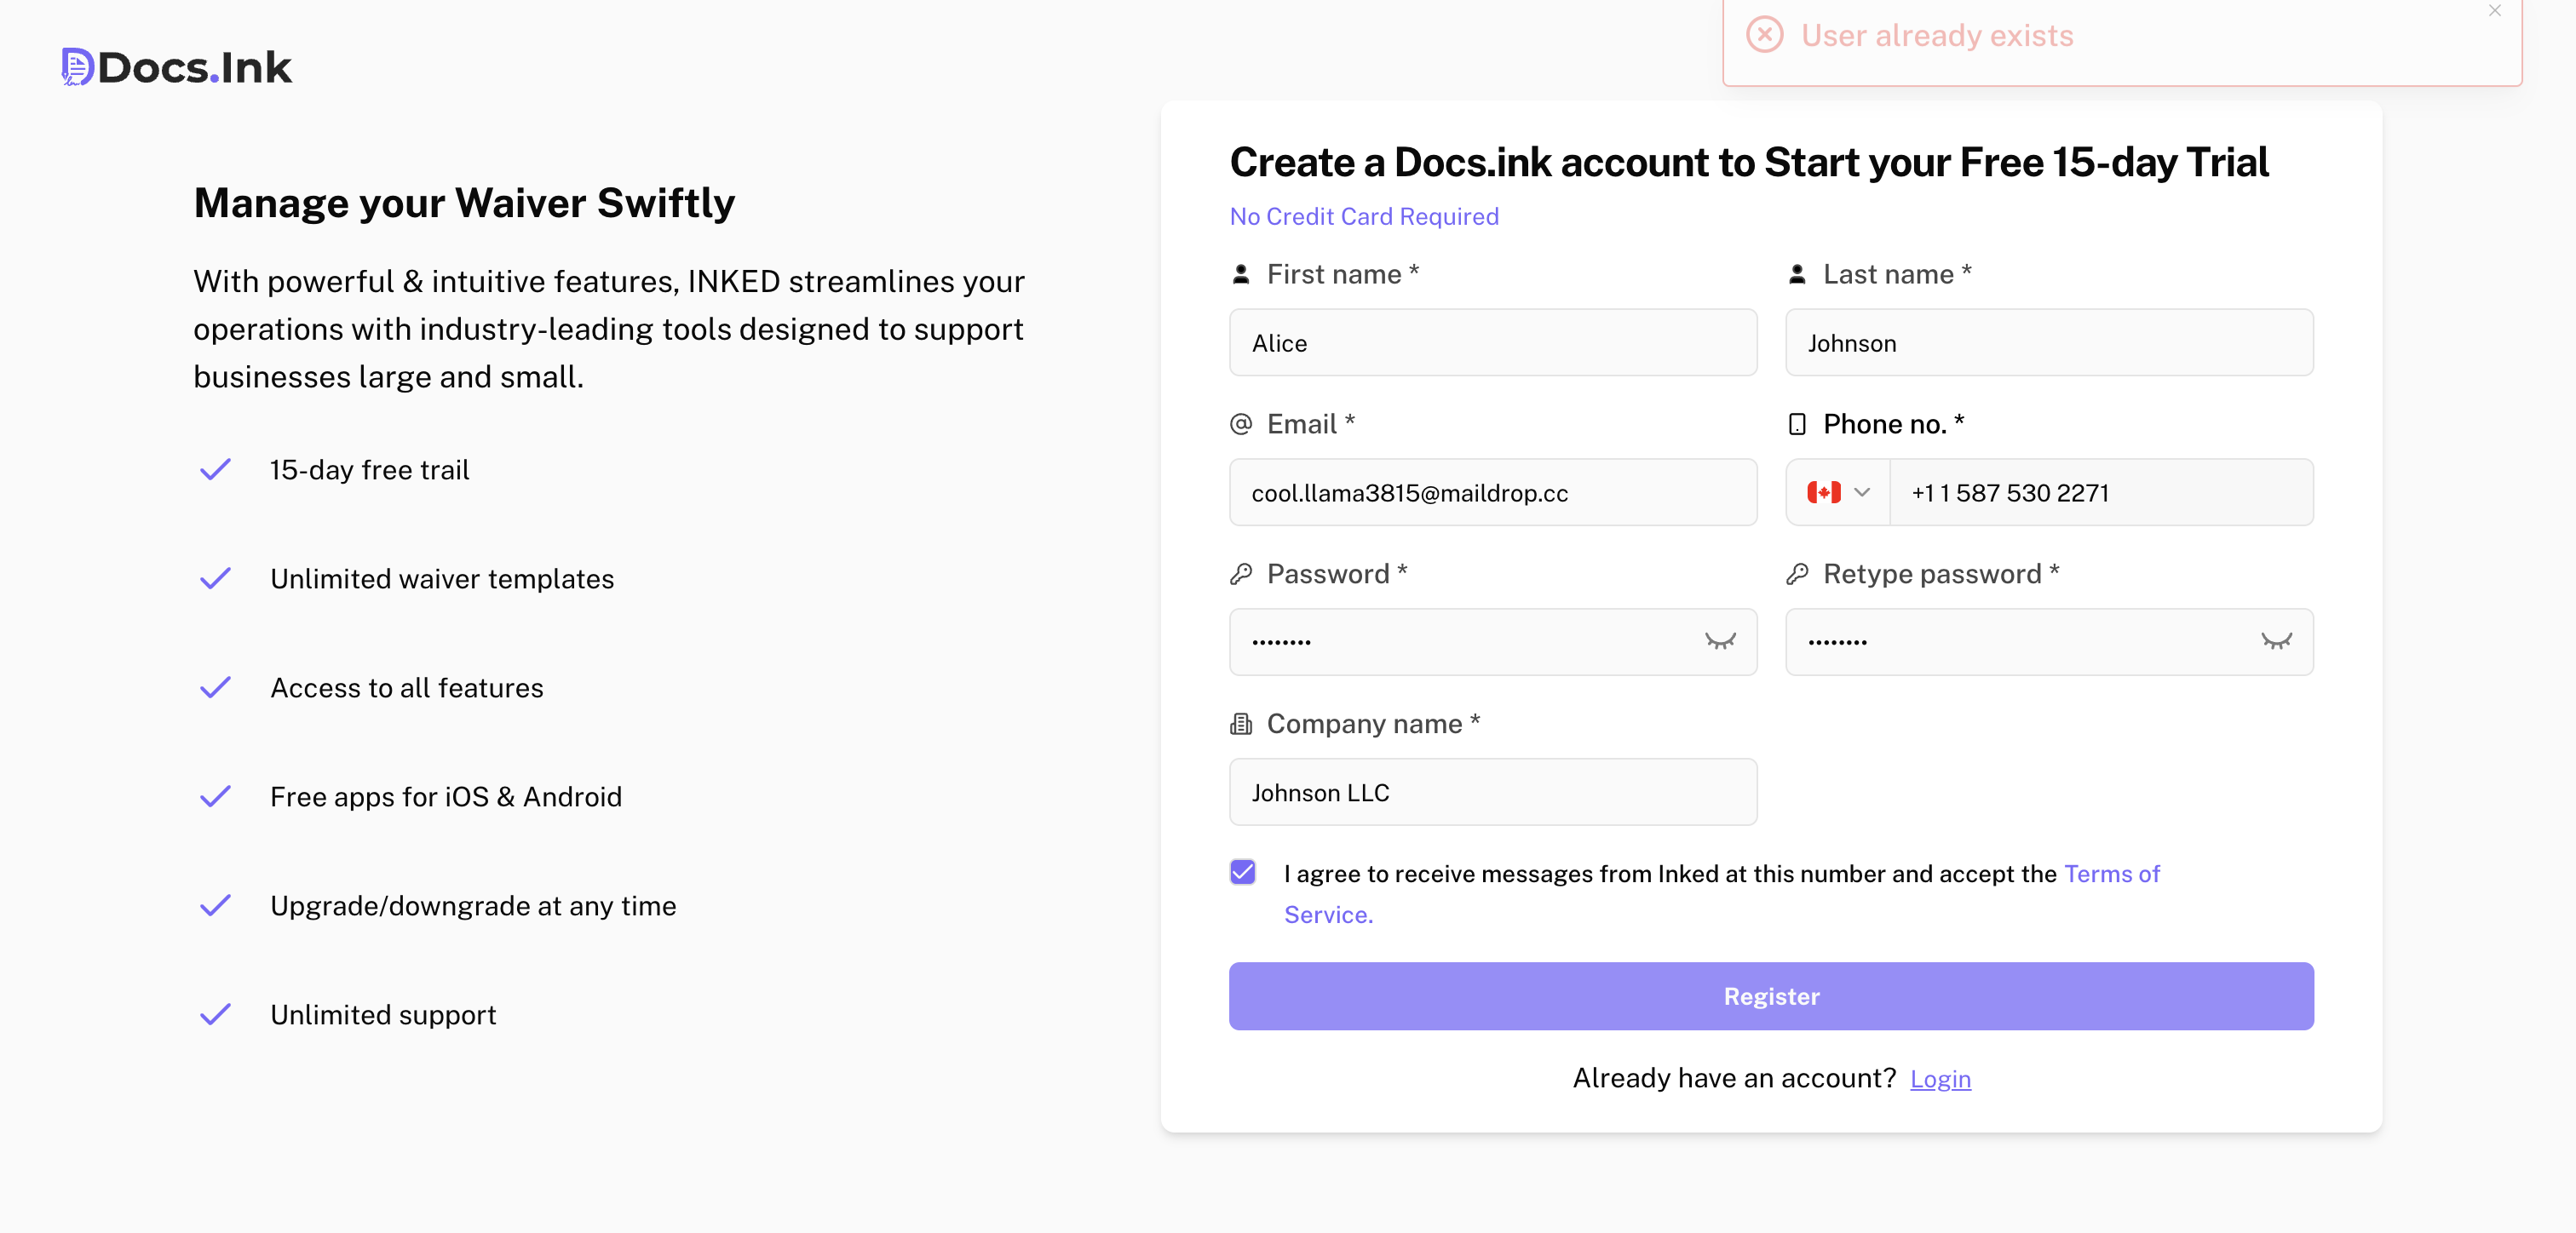 Docs.Ink
User already exists
Manage your Waiver Swiftly
With powerful & intuitive features, INKED streamlines your
operations with industry-leading tools designed to support
businesses large and small.
15-day free trail
Unlimited waiver templates
Access to all features
Free apps for iOS & Android
Upgrade/downgrade at any time
Unlimited support
Create a Docs.ink account to Start your Free 15-day Trial
No Credit Card Required
First name *
Last name *
Alice
Johnson
Email *
Phone no. *
cool.llama3815@maildrop.cc
+1 1 587 530 2271
Password *
Retype password *
••••••••
••••••••
Company name *
Johnson LLC
I agree to receive messages from Inked at this number and accept the Terms of
Service.
Register
Already have an account? Login